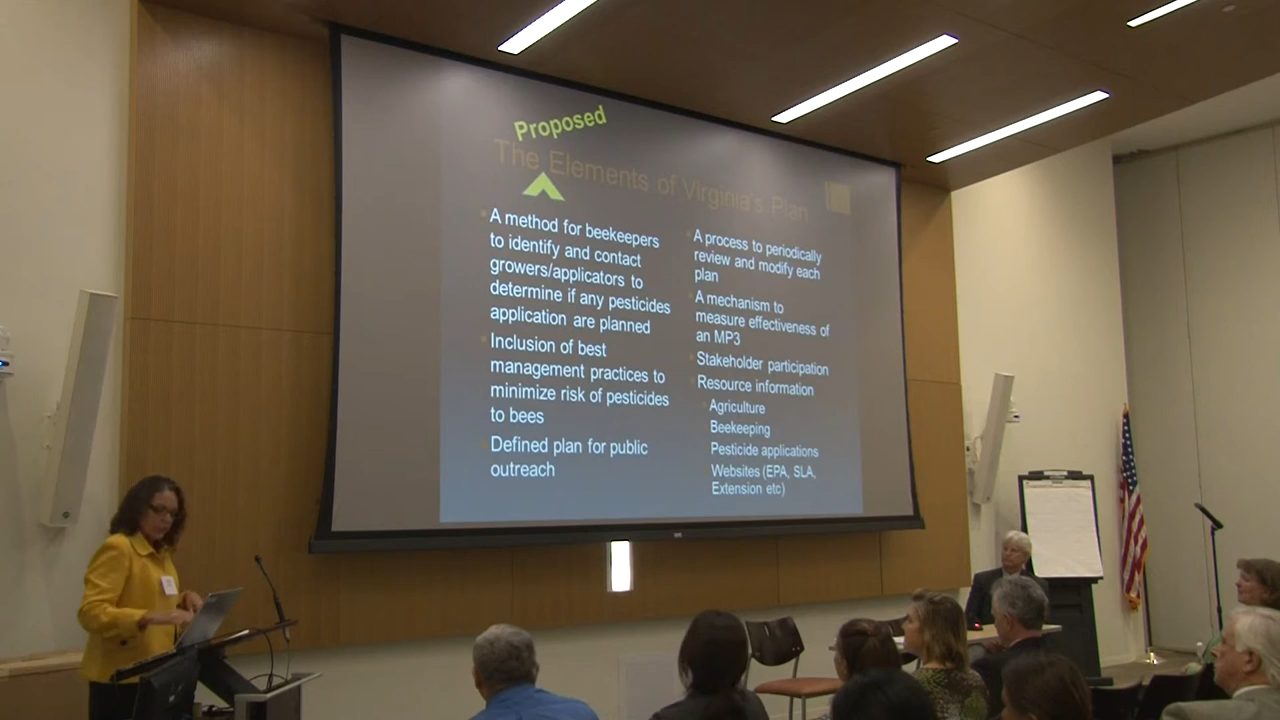 Proposed
The Elements of Virginia's Plan
A method for beekeepers
to identify and contact
growers/applicators to
determine if any pesticides
application are planned
Inclusion of best
management practices to
minimize risk of pesticides
to bees
Defined plan for public
outreach
A process to periodically
review and modify each
plan
A mechanism to
measure effectiveness of
an MP3
Stakeholder participation
Resource information
Agriculture
Beekeeping
Pesticide applications
Websites (EPA, SLA,
Extension etc)